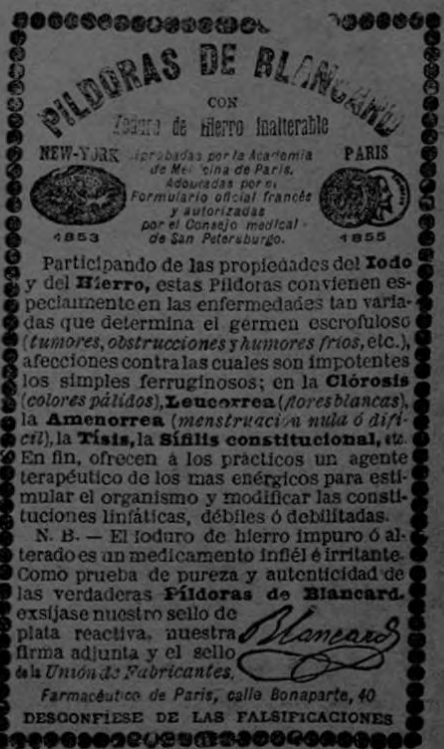 PILDORAS DE BLANCARD
CON
Ioduro de Hierro Inalterable
NEW-YORK
Aprobadas por la Academia
de Medicina de Paris.
Adoptadas por el
Formulario oficial francés
y autorizadas
por el Consejo medical
de San Petersburgo.
PARIS
1853
1855
Participando de las propiedades del Iodo
y del Hierro, estas Pildoras convienen es-
pecialmente en las enfermedades tan varia-
das que determina el gérmen escrofuloso
(tumores, obstrucciones y humores frios, etc.),
afecciones contra las cuales son impotentes
los simples ferruginosos; en la Clórosis
(colores pálidos), Leucorrea (flores blancas),
la Amenorrea (menstruacion nula ó difi-
cil), la Tísis, la Sífilis constitucional, etc.
En fin, ofrecen á los prácticos un agente
terapéutico de los mas enérgicos para esti-
mular el organismo y modificar las consti-
tuciones linfáticas, débiles ó debilitadas.
N. B. — El Ioduro de hierro impuro ó al-
terado es un medicamento infiél é irritante.
Como prueba de pureza y autenticidad de
las verdaderas Píldoras de Blancard,
exsijase nuestro sello de
plata reactiva, nuestra
firma adjunta y el sello
de la Unión de Fabricantes,
Blancard
Farmacéutico de Paris, calle Bonaparte, 40
DESCONFÍESE DE LAS FALSIFICACIONES